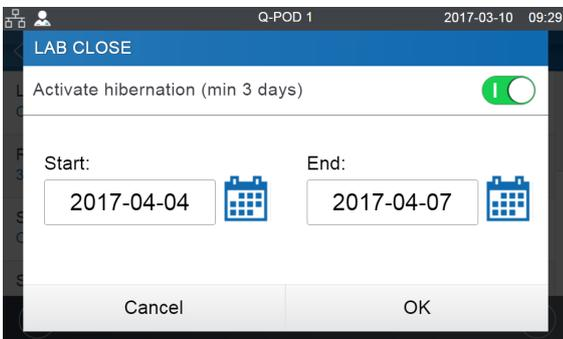 Q-POD 1
2017-03-10 09:29
LAB CLOSE
Activate hibernation (min 3 days)
Start:
End:
2017-04-04
2017-04-07
Cancel
OK